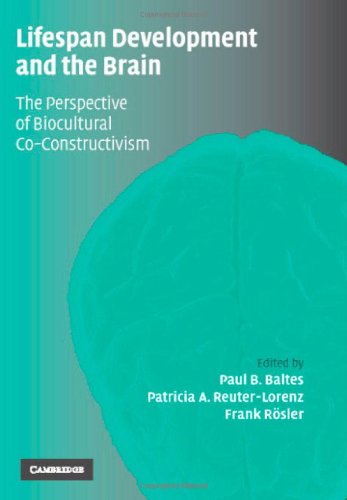 Lifespan Development
and the Brain
The Perspective
of Biocultural
Co-Constructivism
Edited by
Paul B. Baltes
Patricia A. Reuter-Lorenz
Frank Rösler
CAMBRIDGE